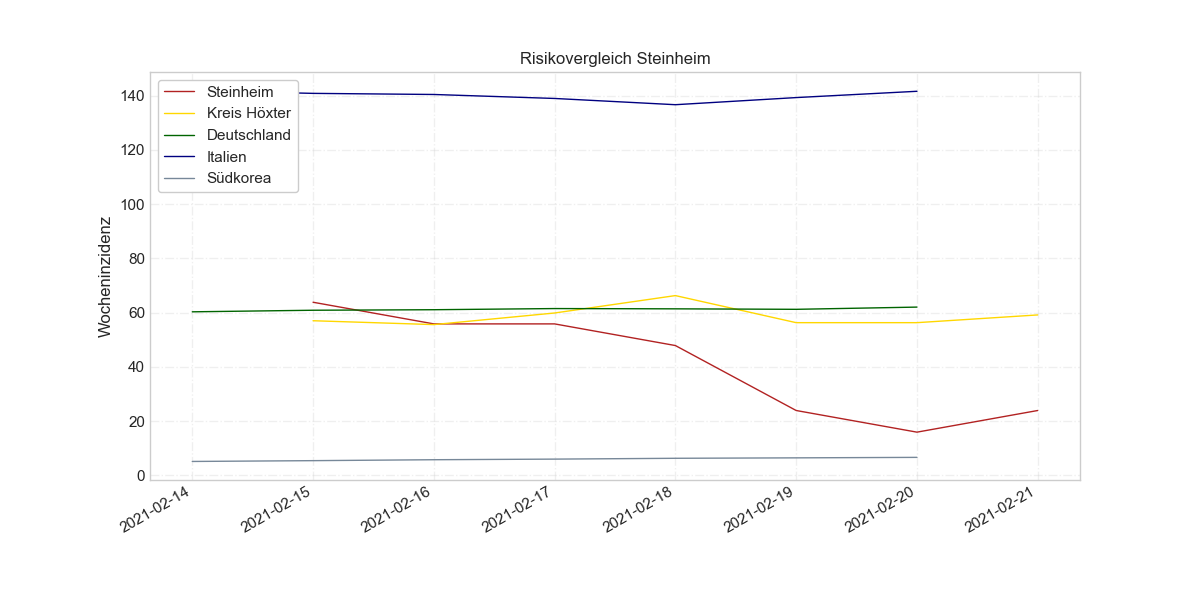 Risikovergleich Steinheim
Steinheim
Kreis Höxter
Deutschland
Italien
Südkorea
Wocheninzidenz
140
120
100
80
60
40
20
0
2021-02-14
2021-02-15
2021-02-16
2021-02-17
2021-02-18
2021-02-19
2021-02-20
2021-02-21